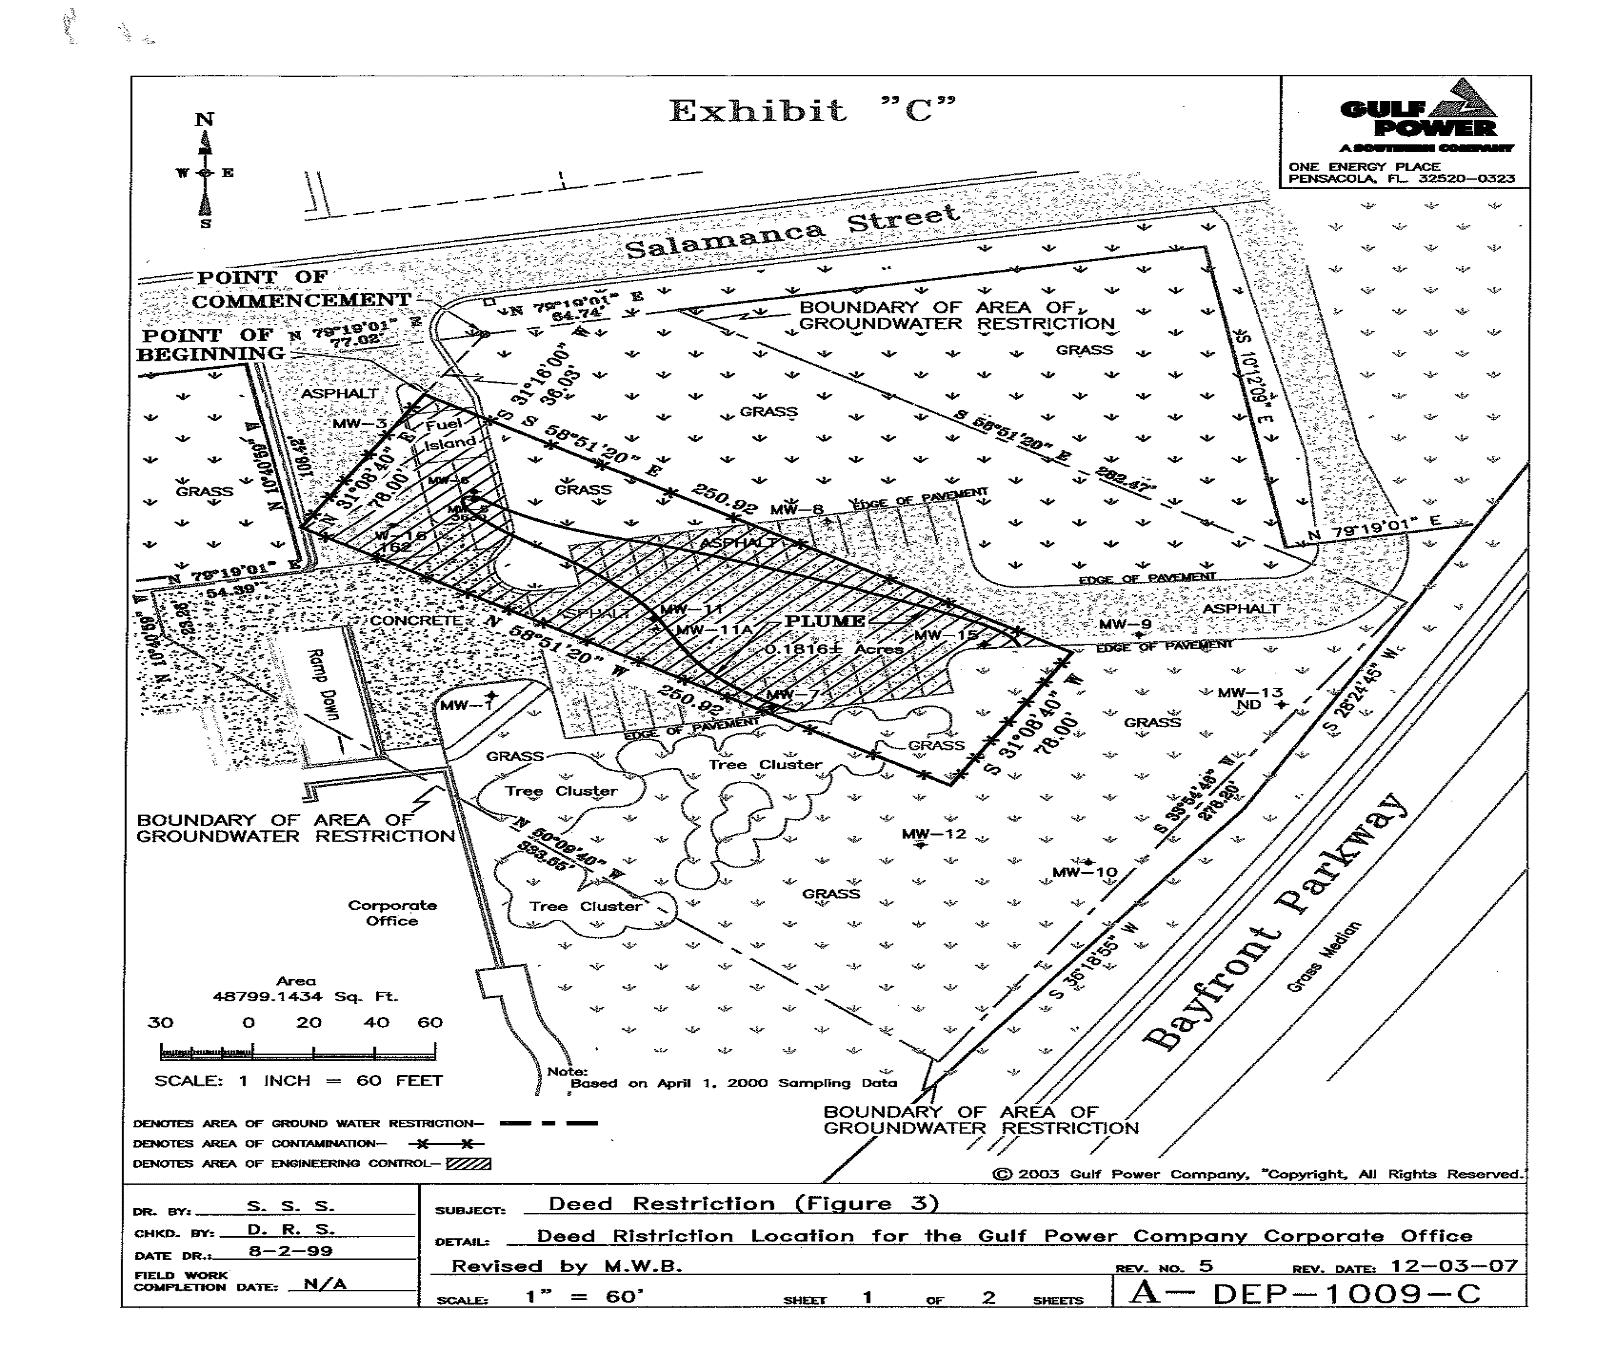 Exhibit "C"
GULF
POWER
A SOUTHERN COMPANY
ONE ENERGY PLACE
PENSACOLA, FL 32520-0323
N
W E
S
Salamanca Street
POINT OF
COMMENCEMENT
N 79°19'01" E
64.74'
BOUNDARY OF AREA OF
GROUNDWATER RESTRICTION
POINT OF
BEGINNING
N 79°19'01" E
77.02'
GRASS
S 10°12'09" E
S 31°16'00" W
36.03'
ASPHALT
MW-3
Fuel
Island
GRASS
S 58°51'20" E
282.47'
S 58°51'20" E
250.92
N 31°08'40" E
78.00'
108.42'
GRASS
GRASS
MW-8
EDGE OF PAVEMENT
N 79°19'01" E
ASPHALT
162
N 79°19'01" E
54.39'
EDGE OF PAVEMENT
ASPHALT
ASPHALT
MW-11
MW-11A
PLUME
0.1816± Acres
MW-15
MW-9
EDGE OF PAVEMENT
CONCRETE
N 58°51'20" W
250.92
Ramp Down
MW-1
MW-7
EDGE OF PAVEMENT
S 31°08'40" W
78.00'
MW-13
ND
GRASS
S 28°24'45" W
GRASS
GRASS
Tree Cluster
Tree Cluster
BOUNDARY OF AREA OF
GROUNDWATER RESTRICTION
N 50°09'40" W
333.65'
S 33°54'48" W
276.20'
MW-12
MW-10
GRASS
Tree Cluster
Corporate
Office
S 36°18'55" W
Bayfront Parkway
Grass Median
Area
48799.1434 Sq. Ft.
30 0 20 40 60
SCALE: 1 INCH = 60 FEET
Note:
Based on April 1, 2000 Sampling Data
BOUNDARY OF AREA OF
GROUNDWATER RESTRICTION
DENOTES AREA OF GROUND WATER RESTRICTION—
DENOTES AREA OF CONTAMINATION—
DENOTES AREA OF ENGINEERING CONTROL—
© 2003 Gulf Power Company, "Copyright, All Rights Reserved."
DR. BY: S. S. S.
CHKD. BY: D. R. S.
DATE DR.: 8-2-99
FIELD WORK
COMPLETION DATE: N/A
SUBJECT: Deed Restriction (Figure 3)
DETAIL: Deed Ristriction Location for the Gulf Power Company Corporate Office
Revised by M.W.B.
REV. NO. 5 REV. DATE: 12-03-07
SCALE: 1" = 60' SHEET 1 OF 2 SHEETS
A- DEP-1009-C